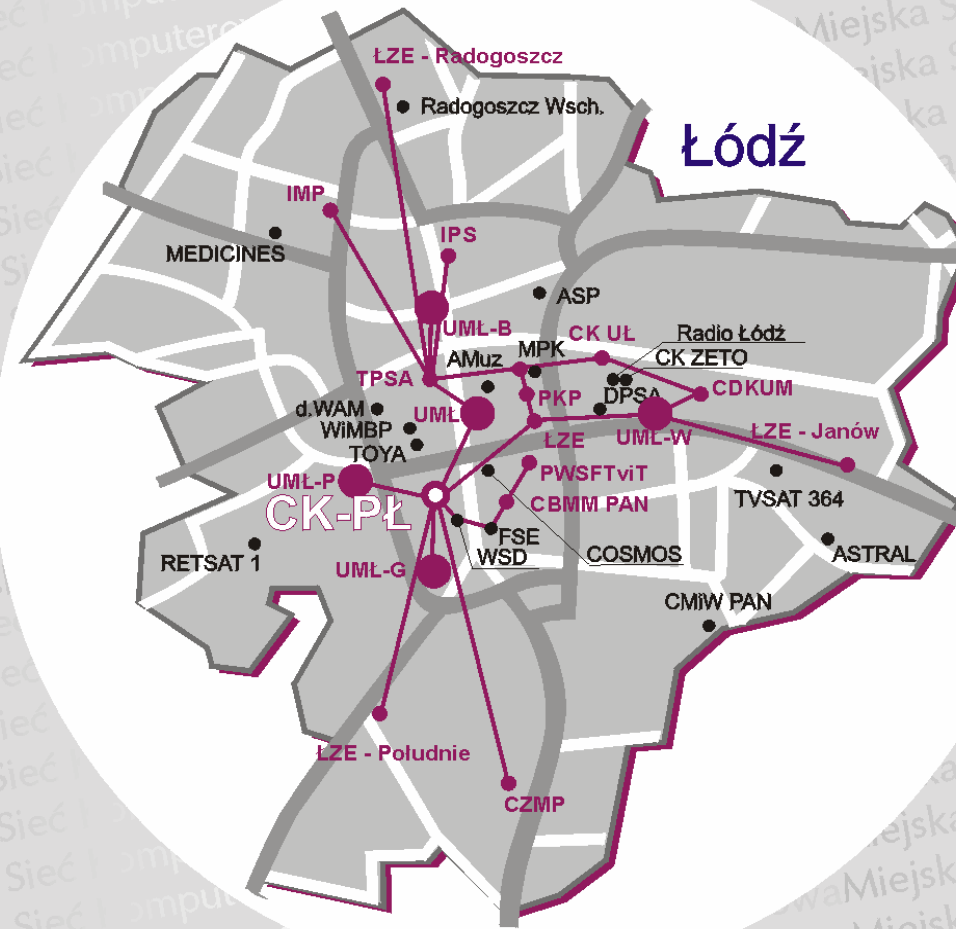 Miejska S
Sieć Komputerowa
ŁZE - Radogoszcz
Radogoszcz Wsch.
Łódź
IMP
IPS
MEDICINES
ASP
UMŁ-B
CK UŁ
Radio Łódź
MPK
CK ZETO
AMuz
TPSA
PKP
DPSA
CDKUM
d.WAM
UMŁ
WiMBP
ŁZE
UMŁ-W
ŁZE - Janów
TOYA
PWSFTviT
UMŁ-P
CK-PŁ
CBMM PAN
TVSAT 364
FSE
WSD
COSMOS
ASTRAL
RETSAT 1
UMŁ-G
CMiW PAN
ŁZE - Poludnie
CZMP
Miejska